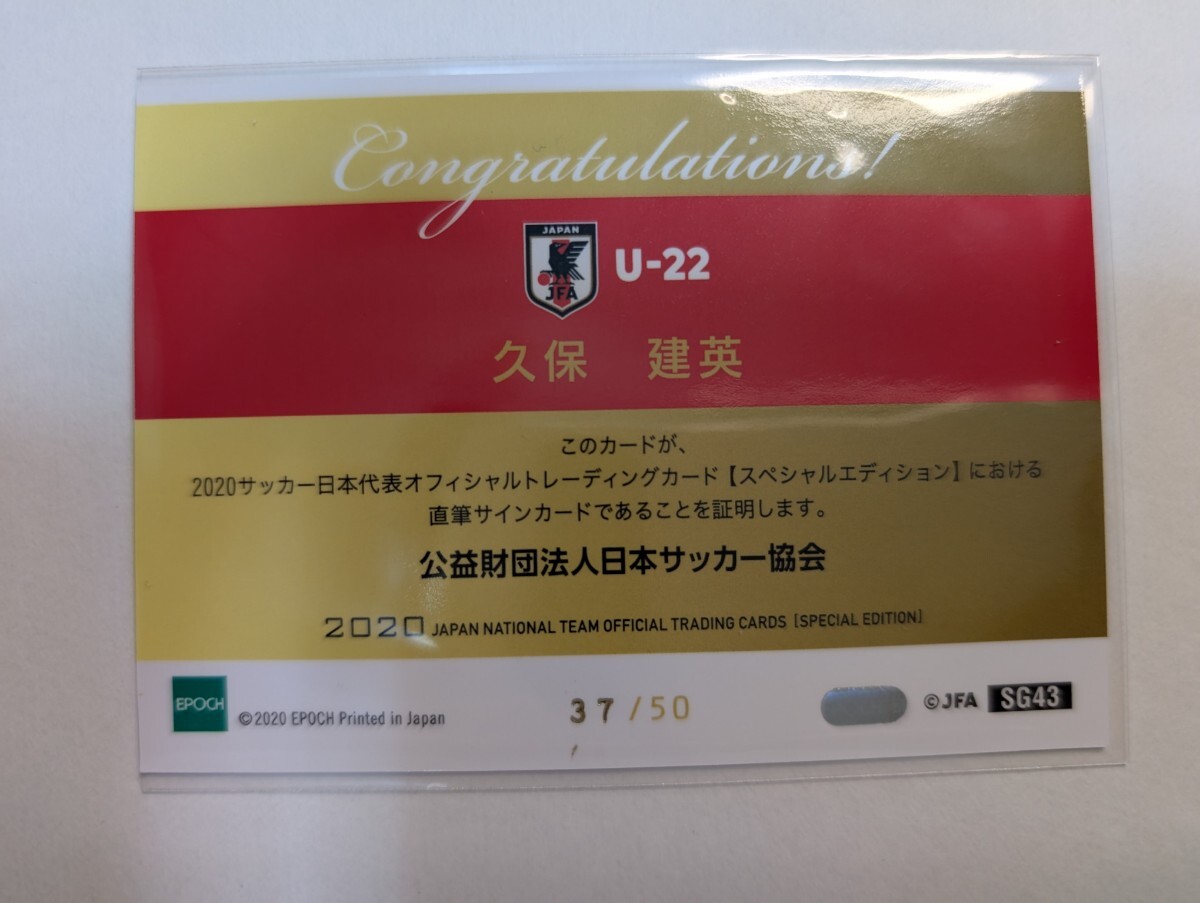 Congratulations!
JAPAN
JFA
U-22
久保　建英
このカードが、
2020サッカー日本代表オフィシャルトレーディングカード【スペシャルエディション】における
直筆サインカードであることを証明します。
公益財団法人日本サッカー協会
2020 JAPAN NATIONAL TEAM OFFICIAL TRADING CARDS [SPECIAL EDITION]
EPOCH
©2020 EPOCH Printed in Japan
37/50
©JFA
SG43